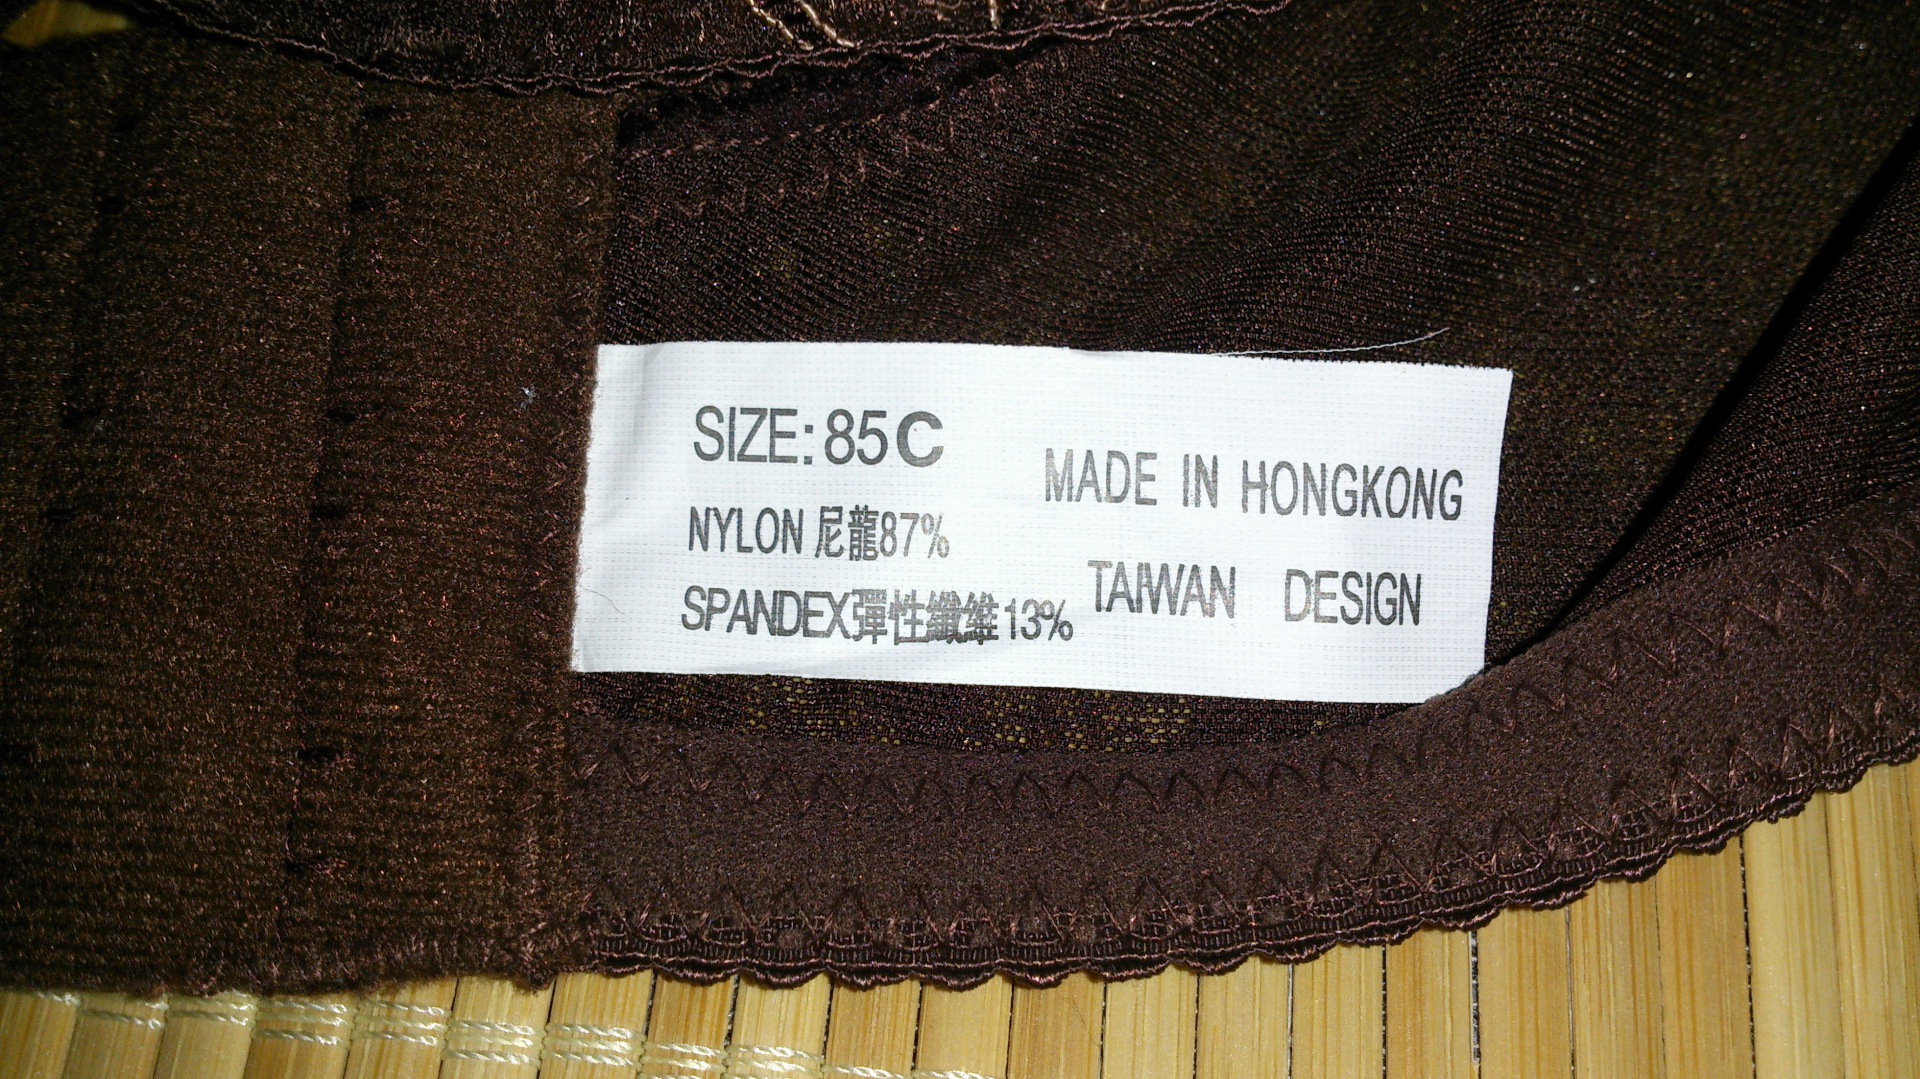 SIZE: 85C
NYLON 尼龍87%
SPANDEX彈性纖維13%
MADE IN HONGKONG
TAIWAN DESIGN